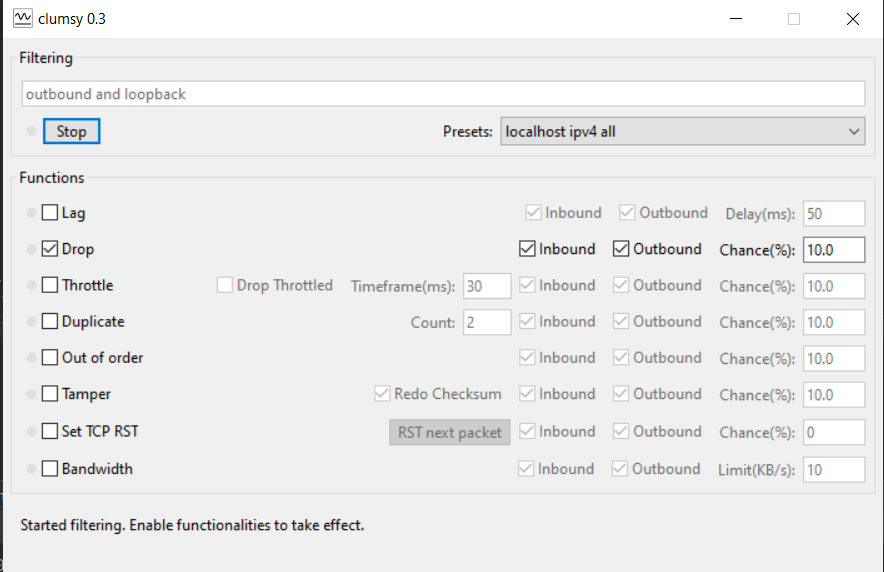 clumsy 0.3
Filtering
outbound and loopback
Stop Presets: localhost ipv4 all
Functions
Lag Inbound Outbound Delay(ms): 50
Drop Inbound Outbound Chance(%): 10.0
Throttle Drop Throttled Timeframe(ms): 30 Inbound Outbound Chance(%): 10.0
Duplicate Count: 2 Inbound Outbound Chance(%): 10.0
Out of order Inbound Outbound Chance(%): 10.0
Tamper Redo Checksum Inbound Outbound Chance(%): 10.0
Set TCP RST RST next packet Inbound Outbound Chance(%): 0
Bandwidth Inbound Outbound Limit(KB/s): 10
Started filtering. Enable functionalities to take effect.